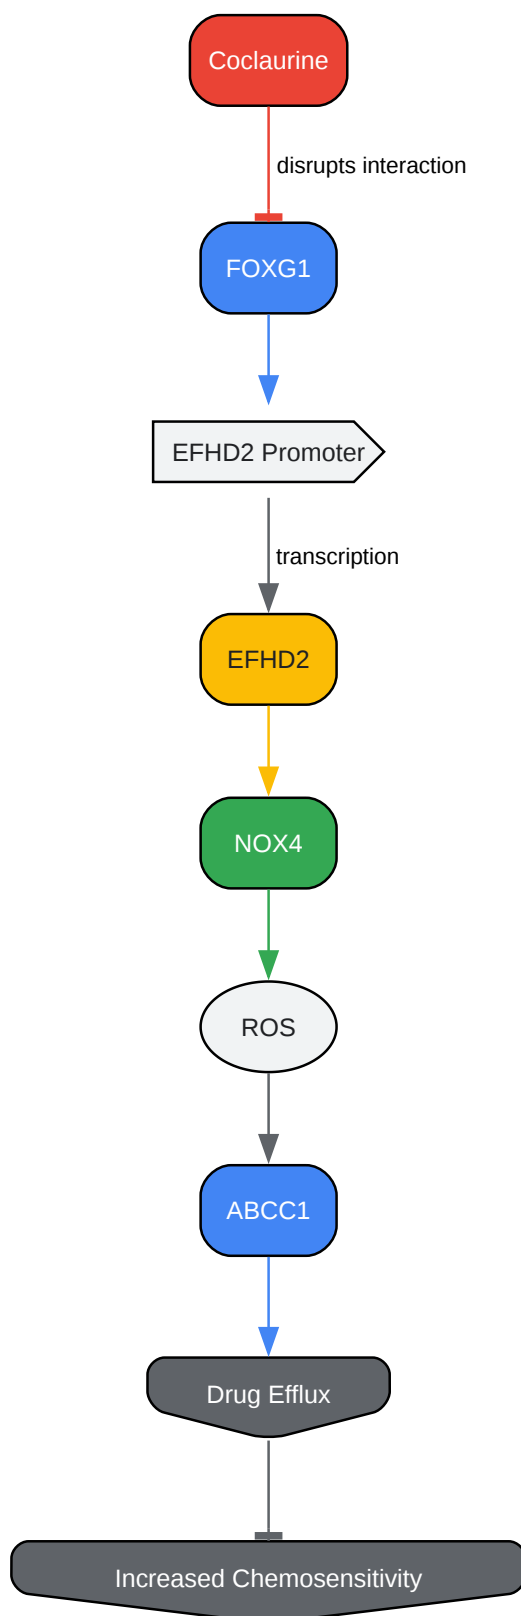 Coclaurine
disrupts interaction
FOXG1
EFHD2 Promoter
transcription
EFHD2
NOX4
ROS
ABCC1
Drug Efflux
Increased Chemosensitivity